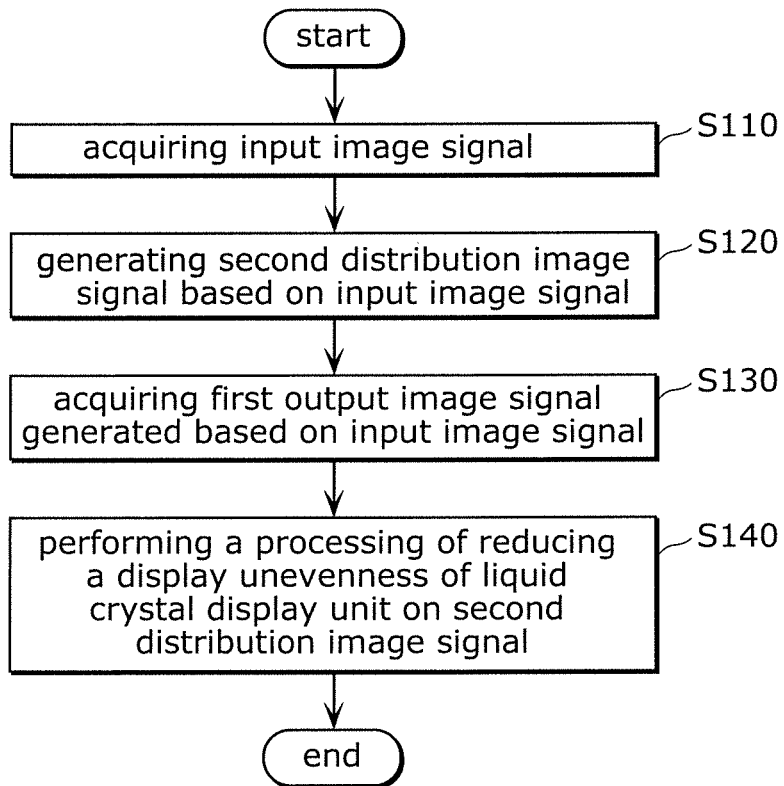 start
acquiring input image signal
S110
generating second distribution image
signal based on input image signal
S120
acquiring first output image signal
generated based on input image signal
S130
performing a processing of reducing
a display unevenness of liquid
crystal display unit on second
distribution image signal
S140
end